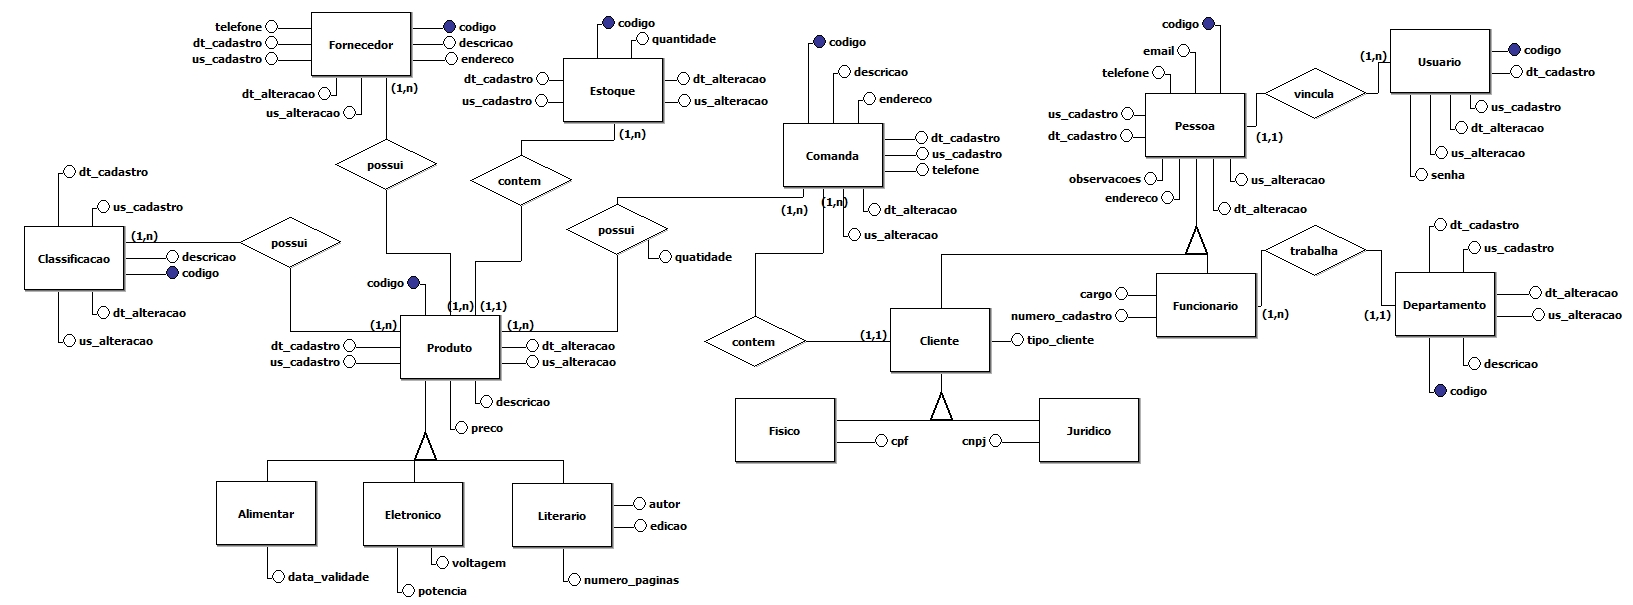 telefone
dt_cadastro
us_cadastro
Fornecedor
codigo
descricao
endereco
dt_alteracao
us_alteracao
(1,n)
possui
codigo
quantidade
dt_cadastro
us_cadastro
Estoque
dt_alteracao
us_alteracao
(1,n)
contem
codigo
descricao
endereco
Comanda
dt_cadastro
us_cadastro
telefone
(1,n)
(1,n)
dt_alteracao
us_alteracao
possui
quatidade
codigo
email
telefone
us_cadastro
dt_cadastro
Pessoa
(1,1)
observacoes
endereco
us_alteracao
dt_alteracao
vincula
(1,n)
Usuario
codigo
dt_cadastro
us_cadastro
dt_alteracao
us_alteracao
senha
dt_cadastro
us_cadastro
Classificacao
(1,n)
descricao
codigo
dt_alteracao
us_alteracao
possui
codigo
(1,n)
(1,1)
(1,n)
(1,n)
dt_cadastro
us_cadastro
Produto
dt_alteracao
us_alteracao
descricao
preco
contem
(1,1)
Cliente
tipo_cliente
cargo
numero_cadastro
Funcionario
(1,n)
trabalha
(1,1)
dt_cadastro
us_cadastro
Departamento
dt_alteracao
us_alteracao
descricao
codigo
Fisico
cpf
cnpj
Juridico
Alimentar
data_validade
Eletronico
voltagem
potencia
Literario
autor
edicao
numero_paginas